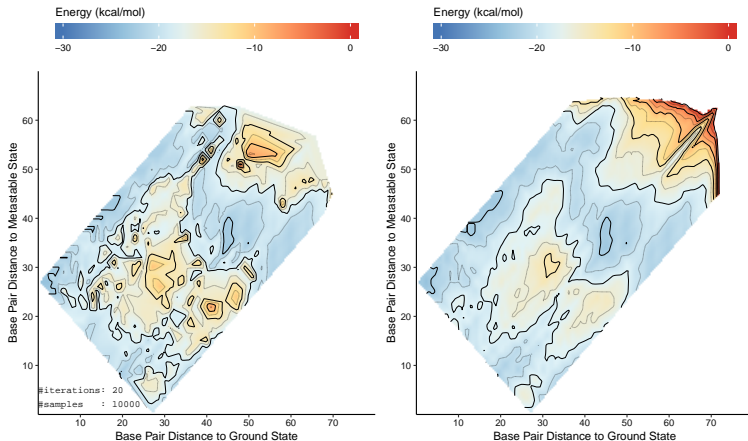 Energy (kcal/mol)
−30 −20 −10 0
Base Pair Distance to Metastable State
60
50
40
30
20
10
#iterations: 20
#samples : 10000
10 20 30 40 50 60 70
Base Pair Distance to Ground State
Energy (kcal/mol)
−30 −20 −10 0
Base Pair Distance to Metastable State
60
50
40
30
20
10
10 20 30 40 50 60 70
Base Pair Distance to Ground State